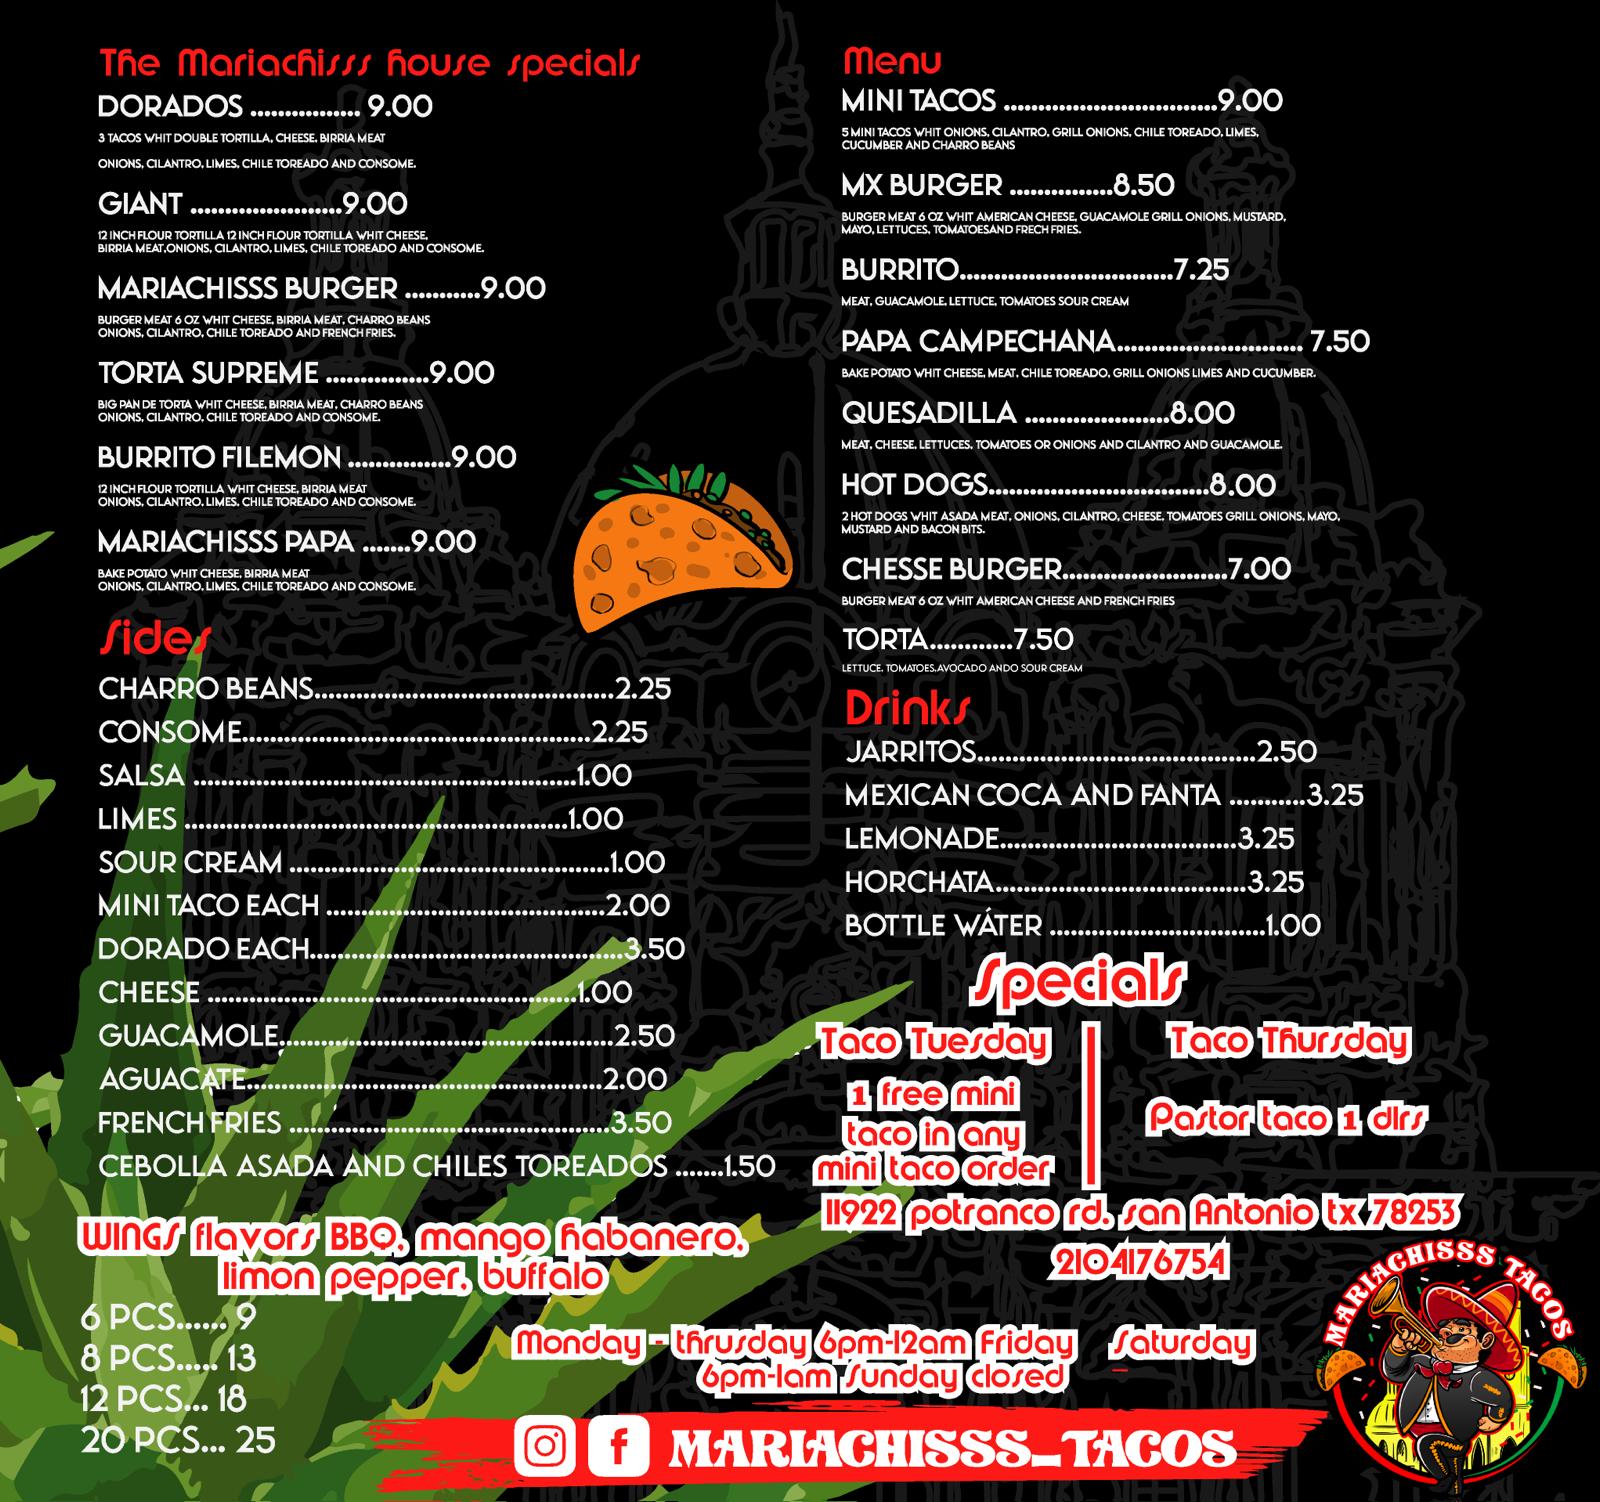 The Mariachisss house specials
DORADOS ................ 9.00
3 TACOS WHIT DOUBLE TORTILLA, CHEESE, BIRRIA MEAT
ONIONS, CILANTRO, LIMES, CHILE TOREADO AND CONSOME.
GIANT ......................9.00
12 INCH FLOUR TORTILLA 12 INCH FLOUR TORTILLA WHIT CHEESE,
BIRRIA MEAT,ONIONS, CILANTRO, LIMES, CHILE TOREADO AND CONSOME.
MARIACHISSS BURGER ...........9.00
BURGER MEAT 6 OZ WHIT CHEESE, BIRRIA MEAT, CHARRO BEANS
ONIONS, CILANTRO, CHILE TOREADO AND FRENCH FRIES.
TORTA SUPREME ...............9.00
BIG PAN DE TORTA WHIT CHEESE, BIRRIA MEAT, CHARRO BEANS
ONIONS, CILANTRO, CHILE TOREADO AND CONSOME.
BURRITO FILEMON ...............9.00
12 INCH FLOUR TORTILLA WHIT CHEESE, BIRRIA MEAT
ONIONS, CILANTRO, LIMES, CHILE TOREADO AND CONSOME.
MARIACHISSS PAPA .......9.00
BAKE POTATO WHIT CHEESE, BIRRIA MEAT
ONIONS, CILANTRO, LIMES, CHILE TOREADO AND CONSOME.
Sides
CHARRO BEANS...........................................2.25
CONSOME..................................................2.25
SALSA .......................................................1.00
LIMES .......................................................1.00
SOUR CREAM ..............................................1.00
MINI TACO EACH ........................................2.00
DORADO EACH.............................................3.50
CHEESE .....................................................1.00
GUACAMOLE................................................2.50
AGUACATE...................................................2.00
FRENCH FRIES ..............................................3.50
CEBOLLA ASADA AND CHILES TOREADOS .......1.50
WINGS flavors BBQ, mango habanero,
limon pepper, buffalo
6 PCS...... 9
8 PCS..... 13
12 PCS... 18
20 PCS... 25
Menu
MINI TACOS ...............................9.00
5 MINI TACOS WHIT ONIONS, CILANTRO, GRILL ONIONS, CHILE TOREADO, LIMES,
CUCUMBER AND CHARRO BEANS
MX BURGER ...............8.50
BURGER MEAT 6 OZ WHIT AMERICAN CHEESE, GUACAMOLE GRILL ONIONS, MUSTARD,
MAYO, LETTUCES, TOMATOESAND FRECH FRIES.
BURRITO...............................7.25
MEAT, GUACAMOLE, LETTUCE, TOMATOES SOUR CREAM
PAPA CAMPECHANA........................... 7.50
BAKE POTATO WHIT CHEESE, MEAT, CHILE TOREADO, GRILL ONIONS LIMES AND CUCUMBER.
QUESADILLA .....................8.00
MEAT, CHEESE, LETTUCES, TOMATOES OR ONIONS AND CILANTRO AND GUACAMOLE.
HOT DOGS................................8.00
2 HOT DOGS WHIT ASADA MEAT, ONIONS, CILANTRO, CHEESE, TOMATOES GRILL ONIONS, MAYO,
MUSTARD AND BACON BITS.
CHESSE BURGER........................7.00
BURGER MEAT 6 OZ WHIT AMERICAN CHEESE AND FRENCH FRIES
TORTA............7.50
LETTUCE, TOMATOES,AVOCADO ANDO SOUR CREAM
Drinks
JARRITOS........................................2.50
MEXICAN COCA AND FANTA ...........3.25
LEMONADE..................................3.25
HORCHATA....................................3.25
BOTTLE WÁTER ...............................1.00
Specials
Taco Tuesday
1 free mini
taco in any
mini taco order
Taco Thursday
Pastor taco 1 dlrs
11922 potranco rd. san Antonio tx 78253
2104176754
Monday - thrusday 6pm-12am Friday _ Saturday
6pm-1am Sunday closed
MARIACHISSS_TACOS
MARIACHISSS TACOS